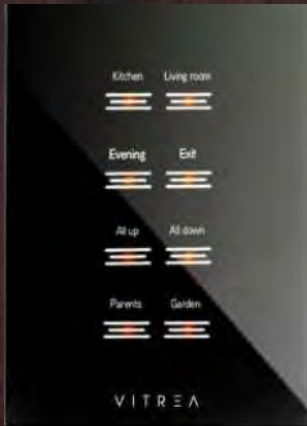 Kitchen Living room
Evening Exit
All up All down
Parents Garden
VITREA